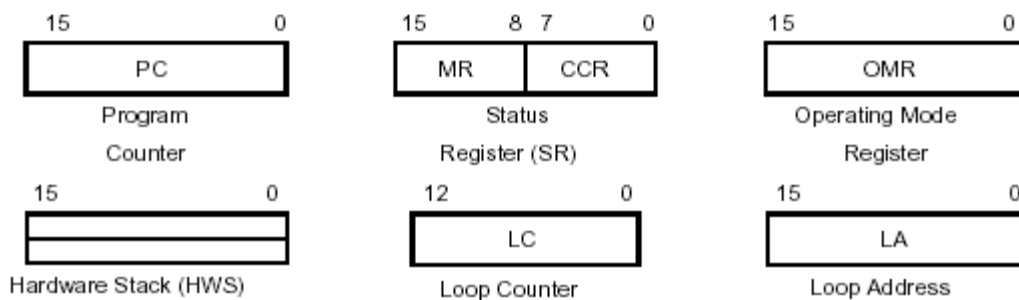 15 0 15 8 7 0 15 0
PC MR CCR OMR
Program Status Operating Mode
Counter Register (SR) Register
15 0 12 0 15 0
LC LA
Hardware Stack (HWS) Loop Counter Loop Address